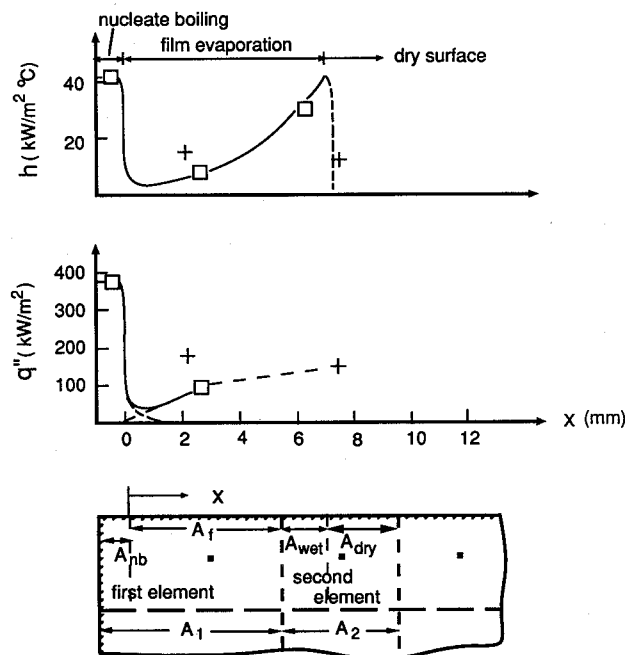 nucleate boiling
film evaporation
dry surface
h ( kW/m² °C)
40
20
q" ( kW/m²)
400
300
200
100
0 2 4 6 8 10 12
x (mm)
x
A_f
A_nb
A_wet
A_dry
first element
second
element
A_1
A_2